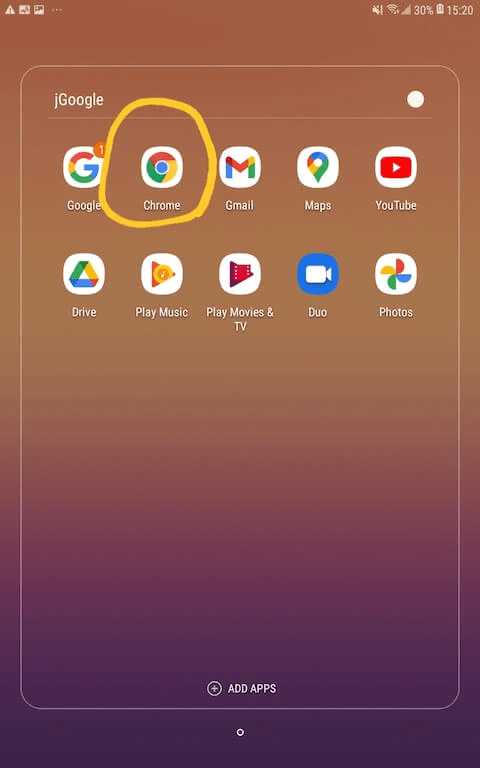 30% 15:20
jGoogle
1
Google Chrome Gmail Maps YouTube
Drive Play Music Play Movies & Duo Photos
TV
ADD APPS